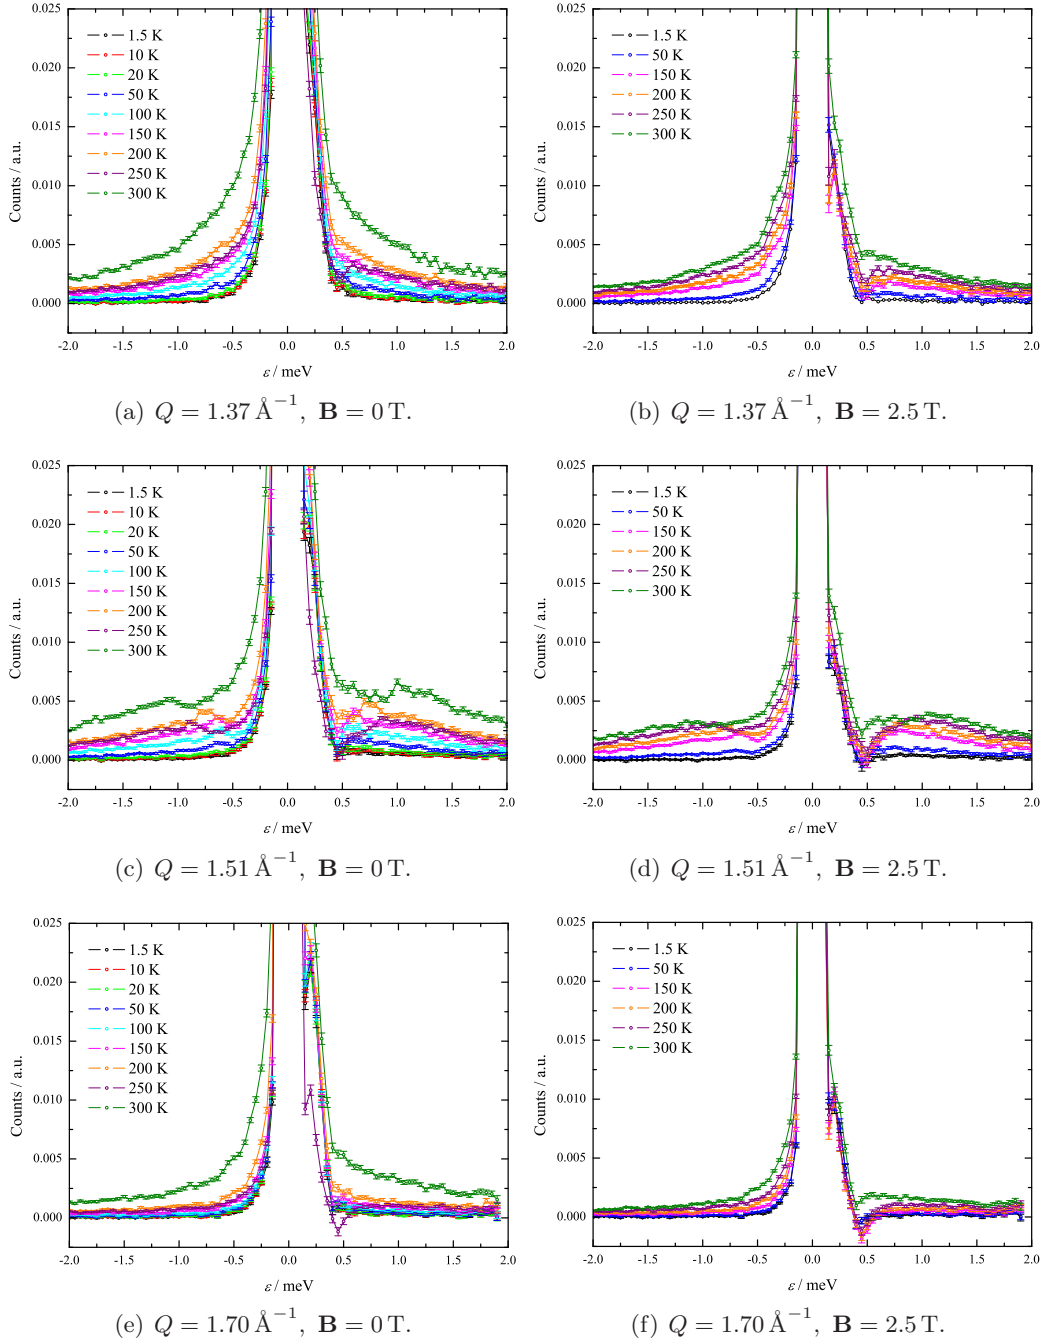 0.025
0.020
0.015
0.010
0.005
0.000
Counts / a.u.
1.5 K
10 K
20 K
50 K
100 K
150 K
200 K
250 K
300 K
-2.0 -1.5 -1.0 -0.5 0.0 0.5 1.0 1.5 2.0
ε / meV
(a) Q = 1.37 Å⁻¹, B = 0 T.
0.025
0.020
0.015
0.010
0.005
0.000
Counts / a.u.
1.5 K
50 K
150 K
200 K
250 K
300 K
-2.0 -1.5 -1.0 -0.5 0.0 0.5 1.0 1.5 2.0
ε / meV
(b) Q = 1.37 Å⁻¹, B = 2.5 T.
0.025
0.020
0.015
0.010
0.005
0.000
Counts / a.u.
1.5 K
10 K
20 K
50 K
100 K
150 K
200 K
250 K
300 K
-2.0 -1.5 -1.0 -0.5 0.0 0.5 1.0 1.5 2.0
ε / meV
(c) Q = 1.51 Å⁻¹, B = 0 T.
0.025
0.020
0.015
0.010
0.005
0.000
Counts / a.u.
1.5 K
50 K
150 K
200 K
250 K
300 K
-2.0 -1.5 -1.0 -0.5 0.0 0.5 1.0 1.5 2.0
ε / meV
(d) Q = 1.51 Å⁻¹, B = 2.5 T.
0.025
0.020
0.015
0.010
0.005
0.000
Counts / a.u.
1.5 K
10 K
20 K
50 K
100 K
150 K
200 K
250 K
300 K
-2.0 -1.5 -1.0 -0.5 0.0 0.5 1.0 1.5 2.0
ε / meV
(e) Q = 1.70 Å⁻¹, B = 0 T.
0.025
0.020
0.015
0.010
0.005
0.000
Counts / a.u.
1.5 K
50 K
150 K
200 K
250 K
300 K
-2.0 -1.5 -1.0 -0.5 0.0 0.5 1.0 1.5 2.0
ε / meV
(f) Q = 1.70 Å⁻¹, B = 2.5 T.